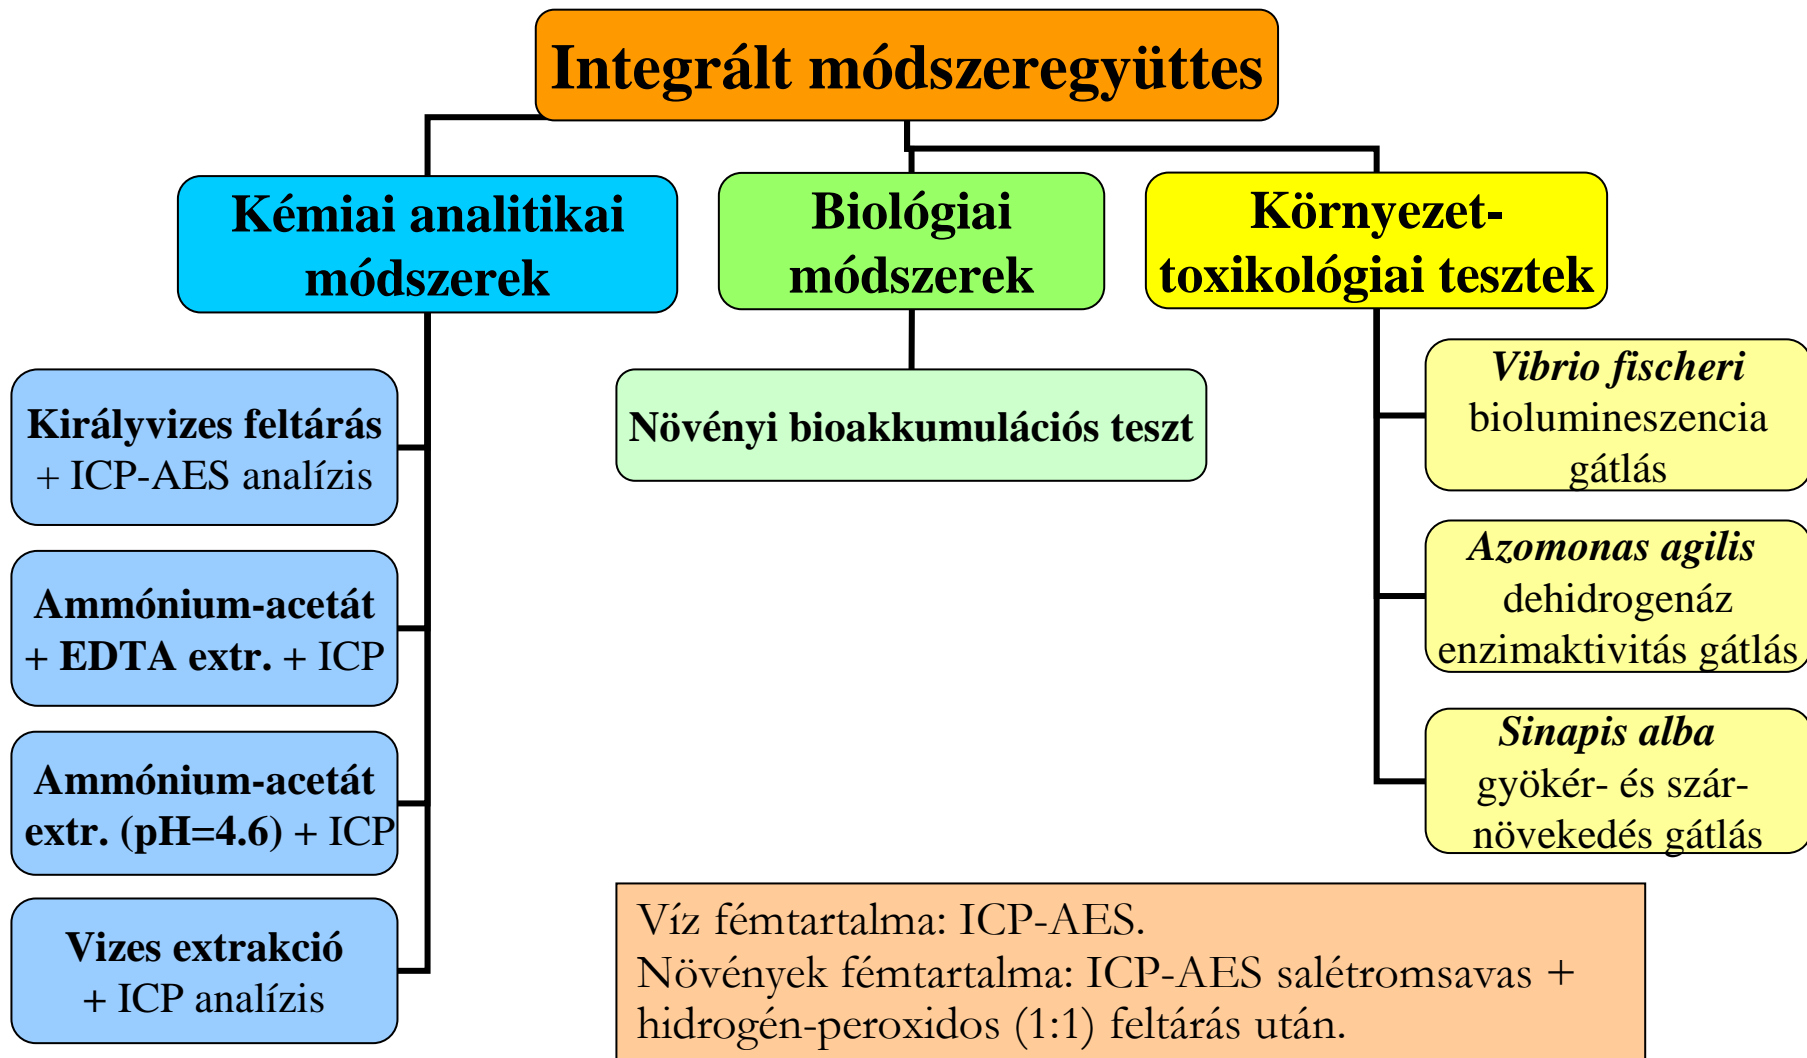 Integrált módszeregyüttes
Kémiai analitikai
módszerek
Biológiai
módszerek
Környezet-
toxikológiai tesztek
Királyvizes feltárás
+ ICP-AES analízis
Ammónium-acetát
+ EDTA extr. + ICP
Ammónium-acetát
extr. (pH=4.6) + ICP
Vizes extrakció
+ ICP analízis
Növényi bioakkumulációs teszt
Vibrio fischeri
biolumineszencia
gátlás
Azomonas agilis
dehidrogenáz
enzimaktivitás gátlás
Sinapis alba
gyökér- és szár-
növekedés gátlás
Víz fémtartalma: ICP-AES.
Növények fémtartalma: ICP-AES salétromsavas +
hidrogén-peroxidos (1:1) feltárás után.